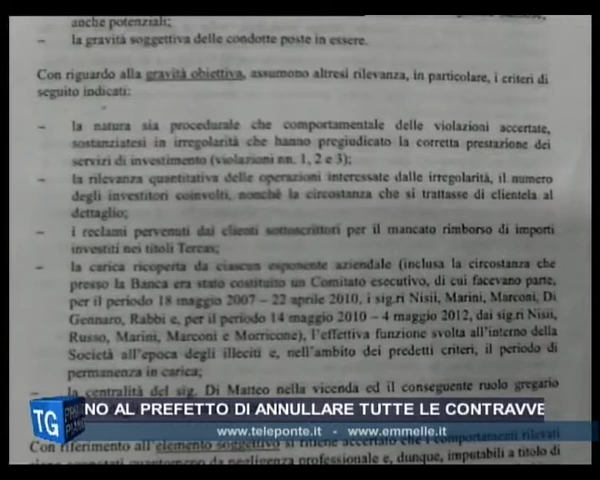 anche potenziali;
– la gravità soggettiva delle condotte poste in essere.
Con riguardo alla gravità obiettiva, assumono altresì rilevanza, in particolare, i criteri di
seguito indicati:
– la natura sia procedurale che comportamentale delle violazioni accertate,
sostanziatesi in irregolarità che hanno pregiudicato la corretta prestazione dei
servizi di investimento (violazioni nn. 1, 2 e 3);
– la rilevanza quantitativa delle operazioni interessate dalle irregolarità, il numero
degli investitori coinvolti, nonché la circostanza che si trattasse di clientela al
dettaglio;
– i reclami pervenuti dai clienti sottoscrittori per il mancato rimborso di importi
investiti nei titoli Tercas;
– la carica ricoperta da ciascun esponente aziendale (inclusa la circostanza che
presso la Banca era stato costituito un Comitato esecutivo, di cui facevano parte,
per il periodo 18 maggio 2007 – 22 aprile 2010, i sig.ri Nisii, Marini, Marconi, Di
Gennaro, Rabbi e, per il periodo 14 maggio 2010 – 4 maggio 2012, dai sig.ri Nisii,
Russo, Marini, Marconi e Morricone), l'effettiva funzione svolta all'interno della
Società all'epoca degli illeciti e, nell'ambito dei predetti criteri, il periodo di
permanenza in carica;
– la centralità del sig. Di Matteo nella vicenda ed il conseguente ruolo gregario
TG
NO AL PREFETTO DI ANNULLARE TUTTE LE CONTRAVVE
www.teleponte.it - www.emmelle.it
Con riferimento all'elemento soggettivo si ritiene accertato che i comportamenti rilevati
negligenza professionale e, dunque, imputabili a titolo di